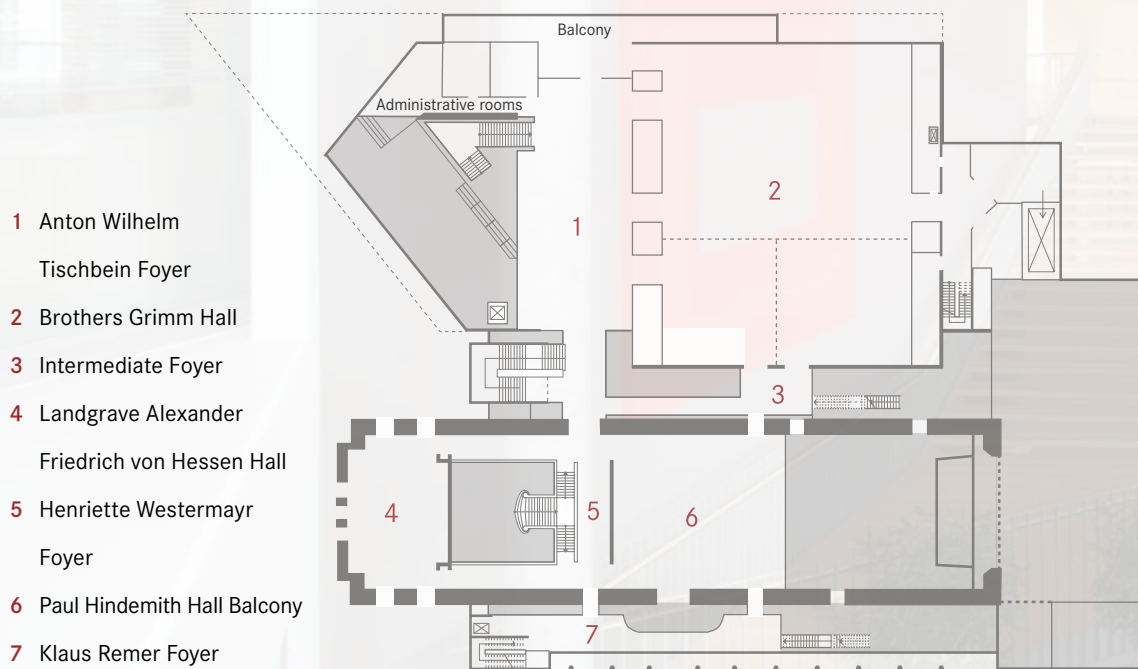 Balcony
Administrative rooms
2
1
1 Anton Wilhelm
Tischbein Foyer
2 Brothers Grimm Hall
3 Intermediate Foyer
3
4 Landgrave Alexander
Friedrich von Hessen Hall
5 Henriette Westermayr
Foyer
4
5
6
6 Paul Hindemith Hall Balcony
7
7 Klaus Remer Foyer